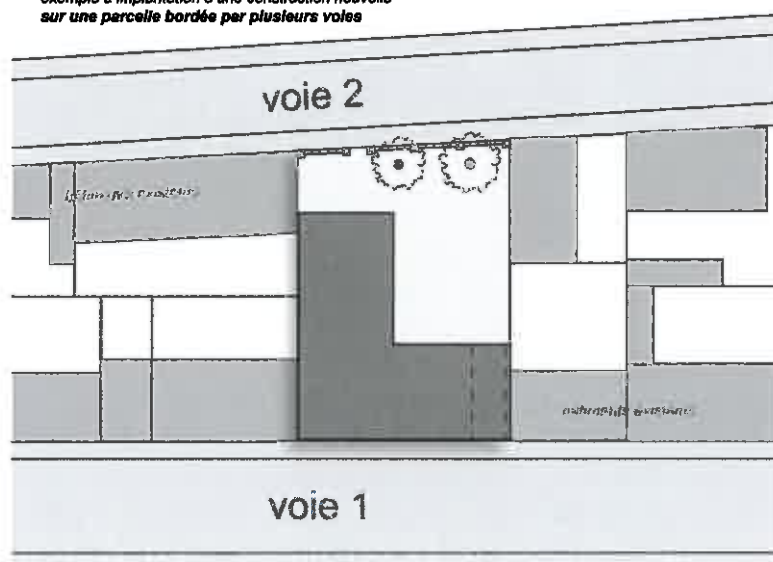 exemple d'implantation d'une construction nouvelle
sur une parcelle bordée par plusieurs voies
voie 2
voie 1